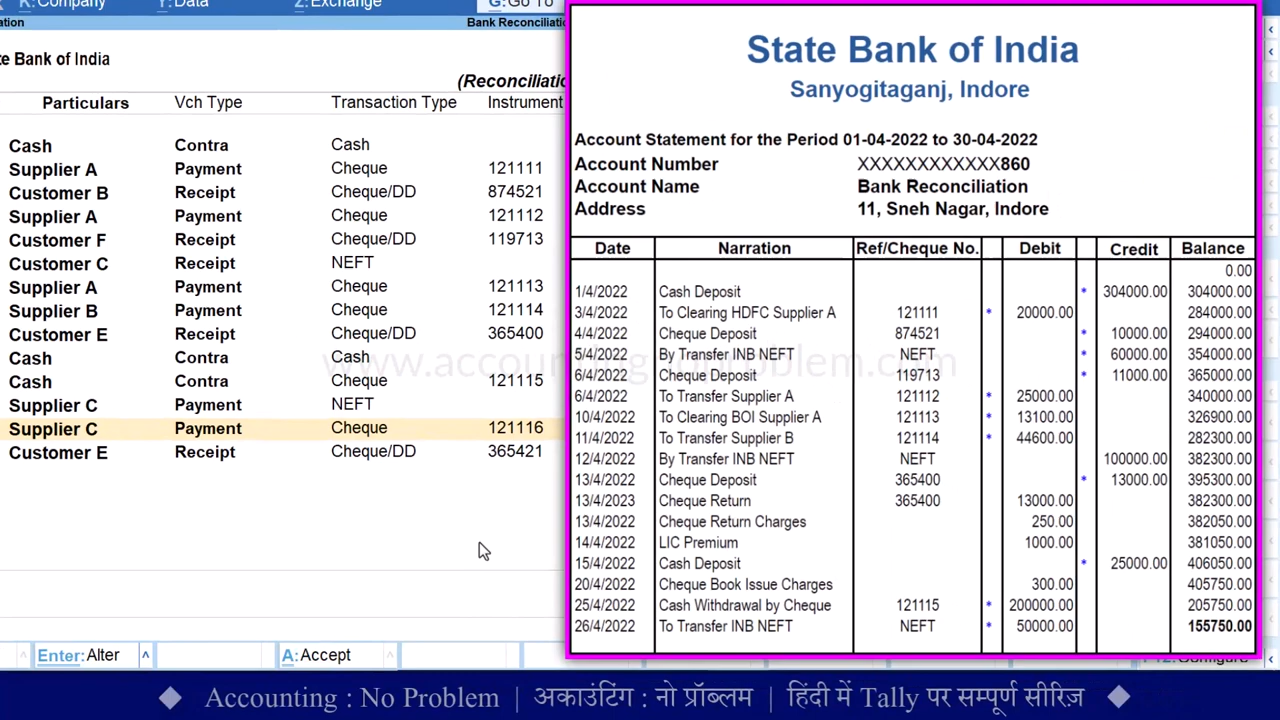 K: Company Y: Data Z: Exchange G: Go To
Bank Reconciliation
State Bank of India
(Reconciliation
Particulars Vch Type Transaction Type Instrument
Cash Contra Cash
Supplier A Payment Cheque 121111
Customer B Receipt Cheque/DD 874521
Supplier A Payment Cheque 121112
Customer F Receipt Cheque/DD 119713
Customer C Receipt NEFT
Supplier A Payment Cheque 121113
Supplier B Payment Cheque 121114
Customer E Receipt Cheque/DD 365400
Cash Contra Cash
Cash Contra Cheque 121115
Supplier C Payment NEFT
Supplier C Payment Cheque 121116
Customer E Receipt Cheque/DD 365421
Enter: Alter ^ A: Accept ^
State Bank of India
Sanyogitaganj, Indore
Account Statement for the Period 01-04-2022 to 30-04-2022
Account Number XXXXXXXXXXXX860
Account Name Bank Reconciliation
Address 11, Sneh Nagar, Indore
Date Narration Ref/Cheque No. Debit Credit Balance
0.00
1/4/2022 Cash Deposit * 304000.00 304000.00
3/4/2022 To Clearing HDFC Supplier A 121111 * 20000.00 284000.00
4/4/2022 Cheque Deposit 874521 * 10000.00 294000.00
5/4/2022 By Transfer INB NEFT NEFT * 60000.00 354000.00
6/4/2022 Cheque Deposit 119713 * 11000.00 365000.00
6/4/2022 To Transfer Supplier A 121112 * 25000.00 340000.00
10/4/2022 To Clearing BOI Supplier A 121113 * 13100.00 326900.00
11/4/2022 To Transfer Supplier B 121114 * 44600.00 282300.00
12/4/2022 By Transfer INB NEFT NEFT 100000.00 382300.00
13/4/2022 Cheque Deposit 365400 * 13000.00 395300.00
13/4/2023 Cheque Return 365400 13000.00 382300.00
13/4/2022 Cheque Return Charges 250.00 382050.00
14/4/2022 LIC Premium 1000.00 381050.00
15/4/2022 Cash Deposit * 25000.00 406050.00
20/4/2022 Cheque Book Issue Charges 300.00 405750.00
25/4/2022 Cash Withdrawal by Cheque 121115 * 200000.00 205750.00
26/4/2022 To Transfer INB NEFT NEFT * 50000.00 155750.00
www.accountingnoproblem.com
Accounting : No Problem | अकाउंटिंग : नो प्रॉब्लम | हिंदी में Tally पर सम्पूर्ण सीरिज़